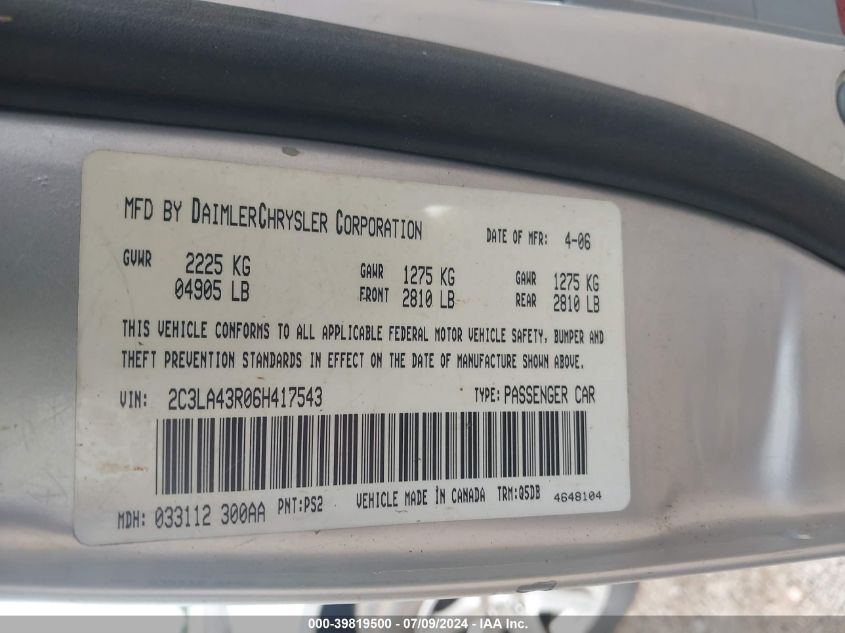 MFD BY DAIMLERCHRYSLER CORPORATION DATE OF MFR: 4-06
GVWR 2225 KG GAWR 1275 KG GAWR 1275 KG
04905 LB FRONT 2810 LB REAR 2810 LB
THIS VEHICLE CONFORMS TO ALL APPLICABLE FEDERAL MOTOR VEHICLE SAFETY, BUMPER AND
THEFT PREVENTION STANDARDS IN EFFECT ON THE DATE OF MANUFACTURE SHOWN ABOVE.
VIN: 2C3LA43R06H417543 TYPE: PASSENGER CAR
MDH: 033112 300AA PNT: PS2 VEHICLE MADE IN CANADA TRM: Q5DB 4648104
000-39819500 - 07/09/2024 - IAA Inc.